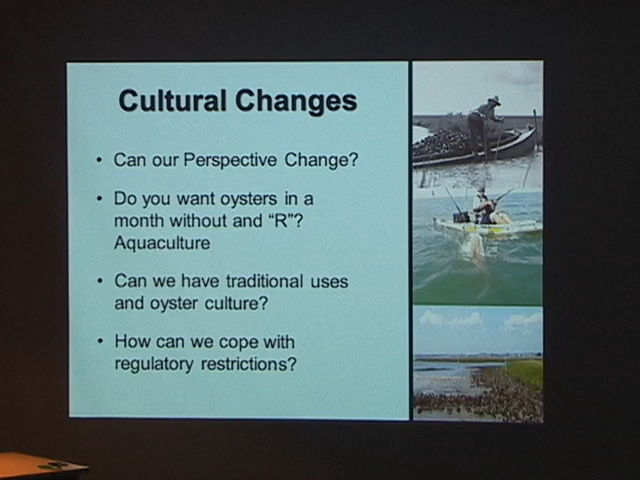 Cultural Changes
• Can our Perspective Change?
• Do you want oysters in a
month without and “R”?
Aquaculture
• Can we have traditional uses
and oyster culture?
• How can we cope with
regulatory restrictions?